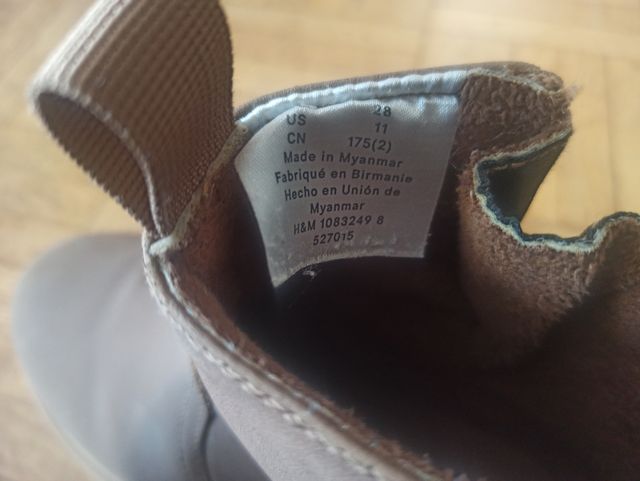 28
US 11
CN 175(2)
Made in Myanmar
Fabriqué en Birmanie
Hecho en Unión de
Myanmar
H&M 1083249 8
527015